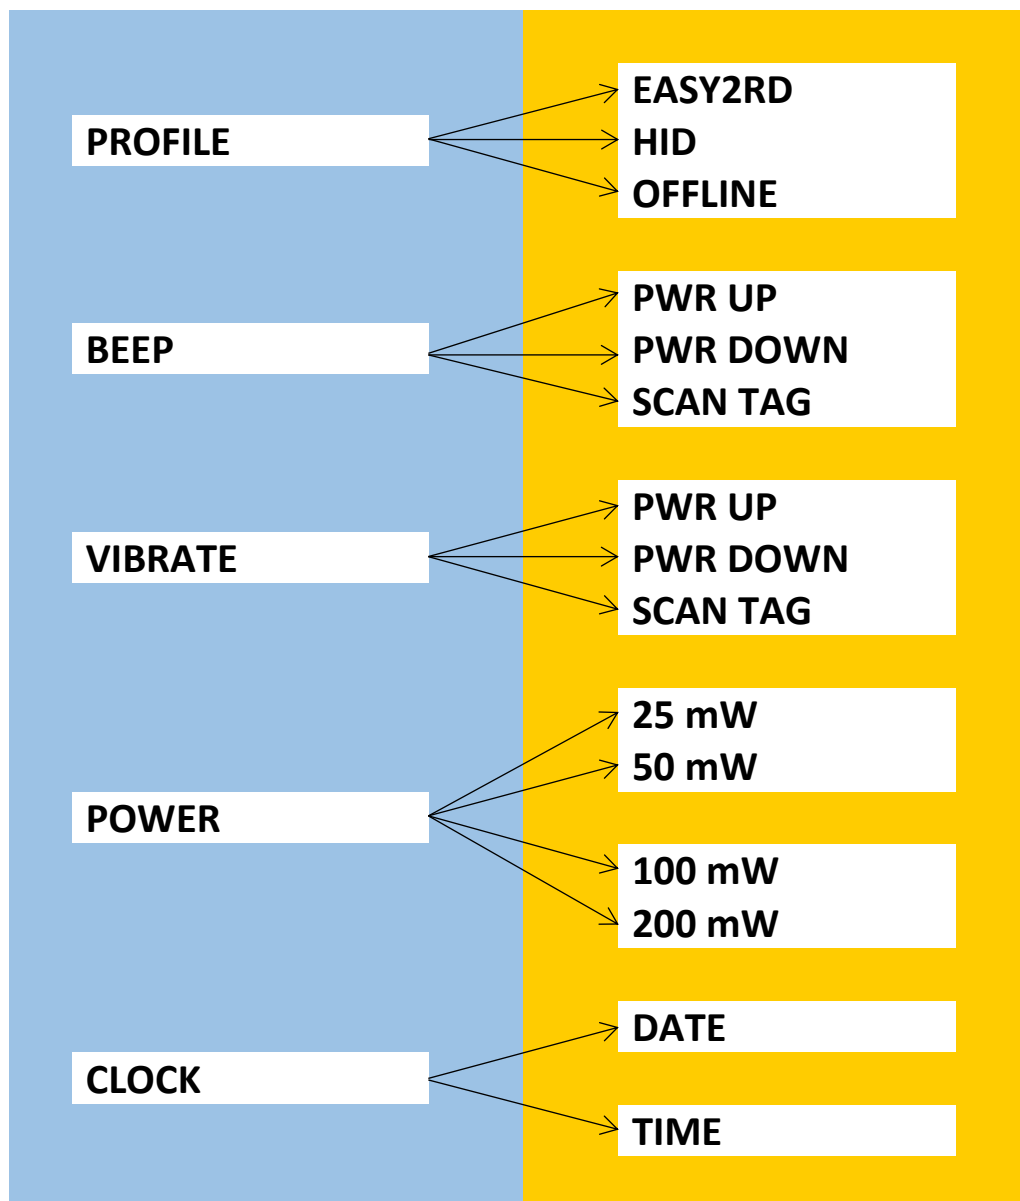 PROFILE
EASY2RD
HID
OFFLINE
BEEP
PWR UP
PWR DOWN
SCAN TAG
VIBRATE
PWR UP
PWR DOWN
SCAN TAG
POWER
25 mW
50 mW
100 mW
200 mW
CLOCK
DATE
TIME